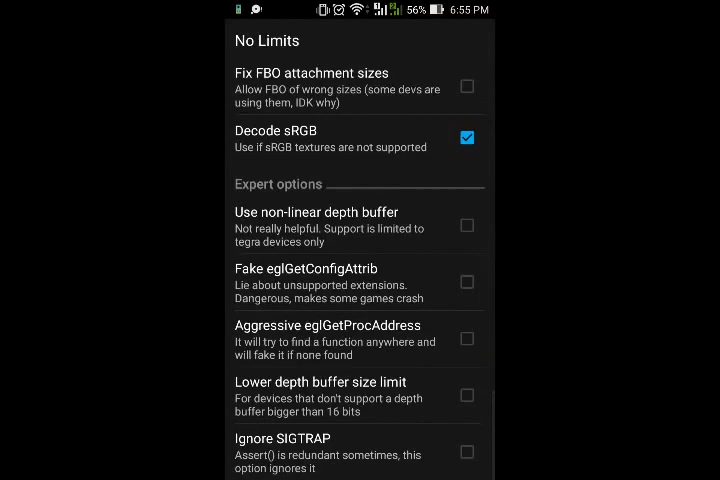 56% 6:55 PM
No Limits
Fix FBO attachment sizes
Allow FBO of wrong sizes (some devs are
using them, IDK why)
Decode sRGB
Use if sRGB textures are not supported
Expert options
Use non-linear depth buffer
Not really helpful. Support is limited to
tegra devices only
Fake eglGetConfigAttrib
Lie about unsupported extensions.
Dangerous, makes some games crash
Aggressive eglGetProcAddress
It will try to find a function anywhere and
will fake it if none found
Lower depth buffer size limit
For devices that don't support a depth
buffer bigger than 16 bits
Ignore SIGTRAP
Assert() is redundant sometimes, this
option ignores it